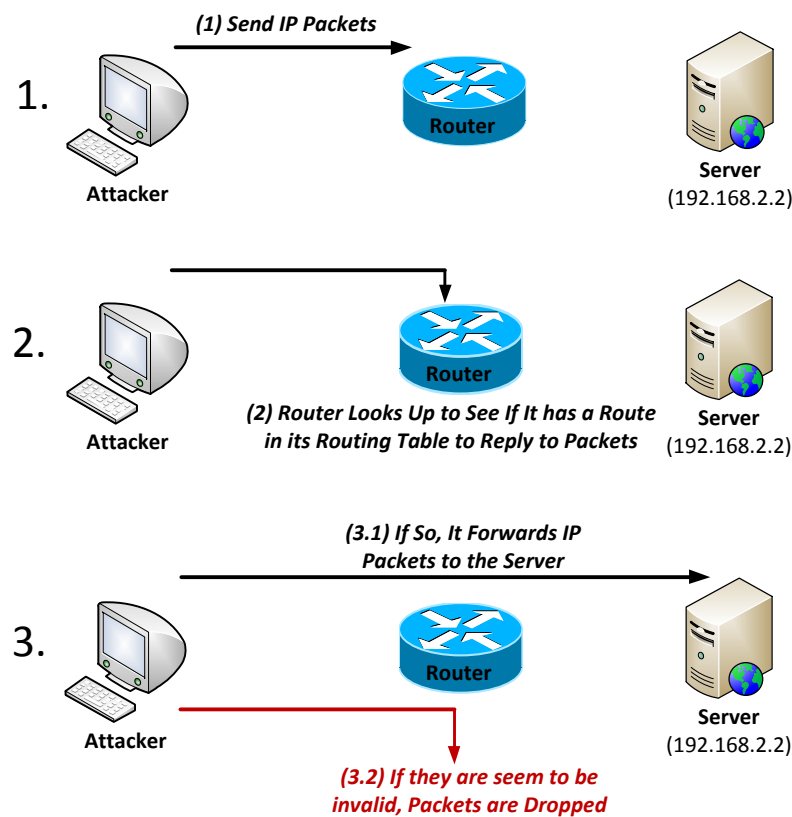 (1) Send IP Packets
1.
Router
Attacker
Server
(192.168.2.2)
2.
Router
Attacker
(2) Router Looks Up to See If It has a Route
in its Routing Table to Reply to Packets
Server
(192.168.2.2)
(3.1) If So, It Forwards IP
Packets to the Server
3.
Router
Attacker
Server
(192.168.2.2)
(3.2) If they are seem to be
invalid, Packets are Dropped